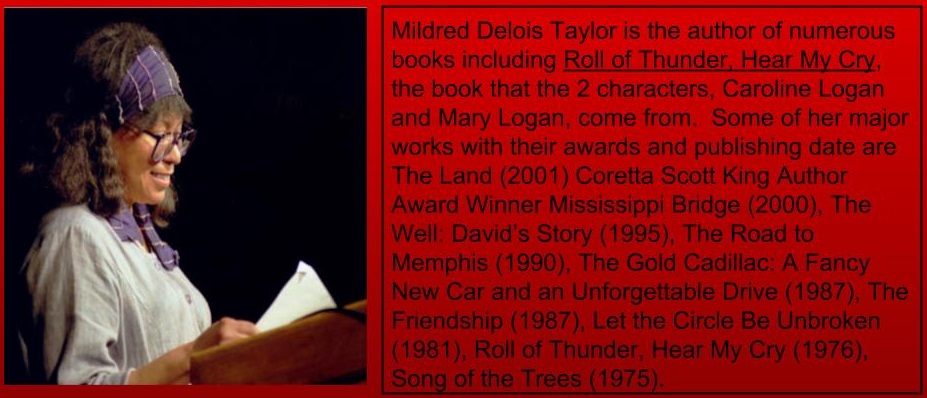 Mildred Delois Taylor is the author of numerous
books including Roll of Thunder, Hear My Cry,
the book that the 2 characters, Caroline Logan
and Mary Logan, come from.  Some of her major
works with their awards and publishing date are
The Land (2001) Coretta Scott King Author
Award Winner Mississippi Bridge (2000), The
Well: David's Story (1995), The Road to
Memphis (1990), The Gold Cadillac: A Fancy
New Car and an Unforgettable Drive (1987), The
Friendship (1987), Let the Circle Be Unbroken
(1981), Roll of Thunder, Hear My Cry (1976),
Song of the Trees (1975).